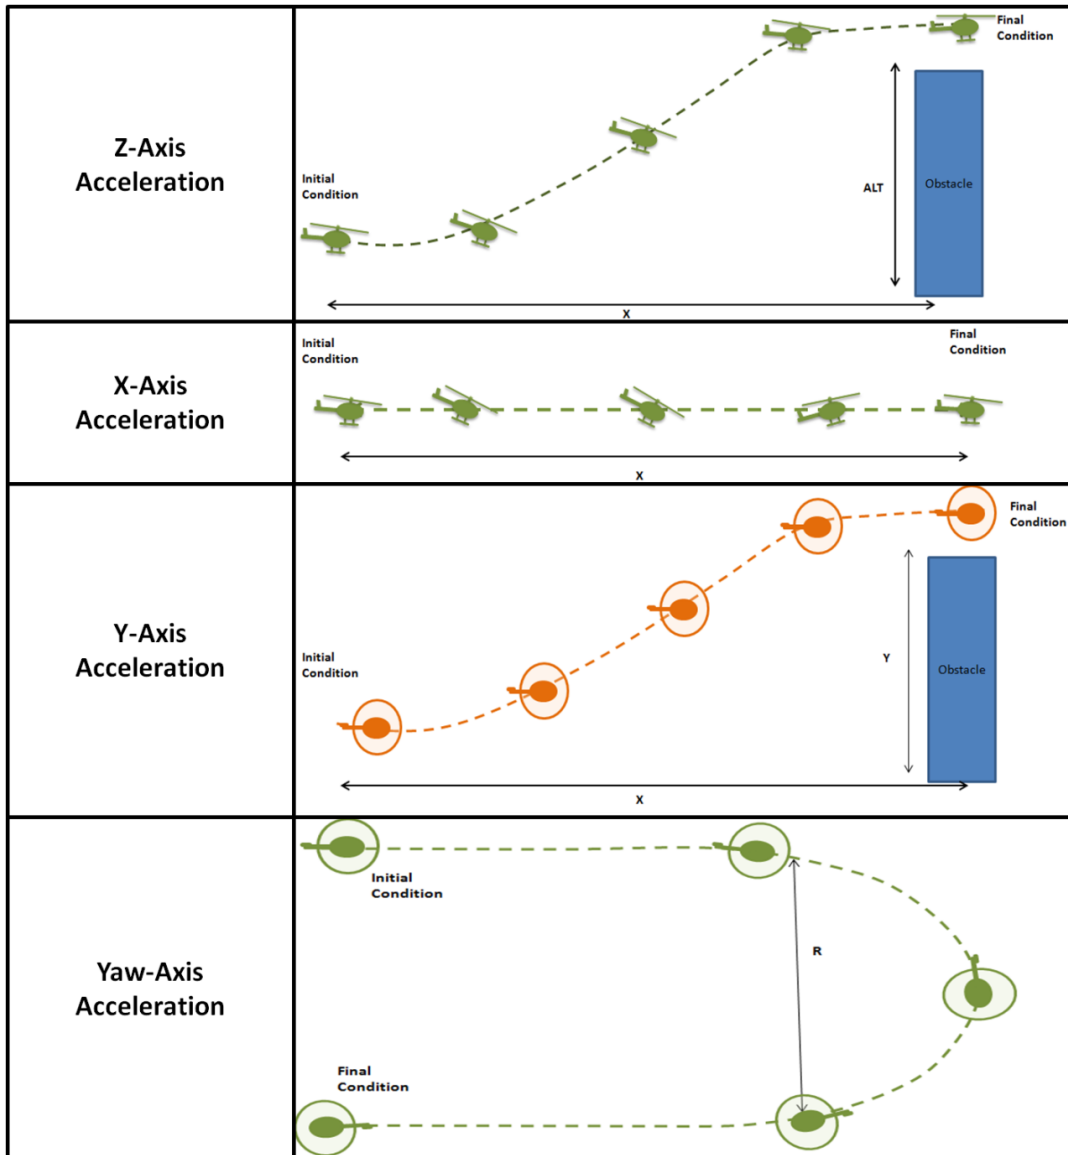 Z-Axis
Acceleration
Initial
Condition
Final
Condition
ALT
Obstacle
X
X-Axis
Acceleration
Initial
Condition
Final
Condition
X
Y-Axis
Acceleration
Initial
Condition
Final
Condition
Y
Obstacle
X
Yaw-Axis
Acceleration
Initial
Condition
R
Final
Condition